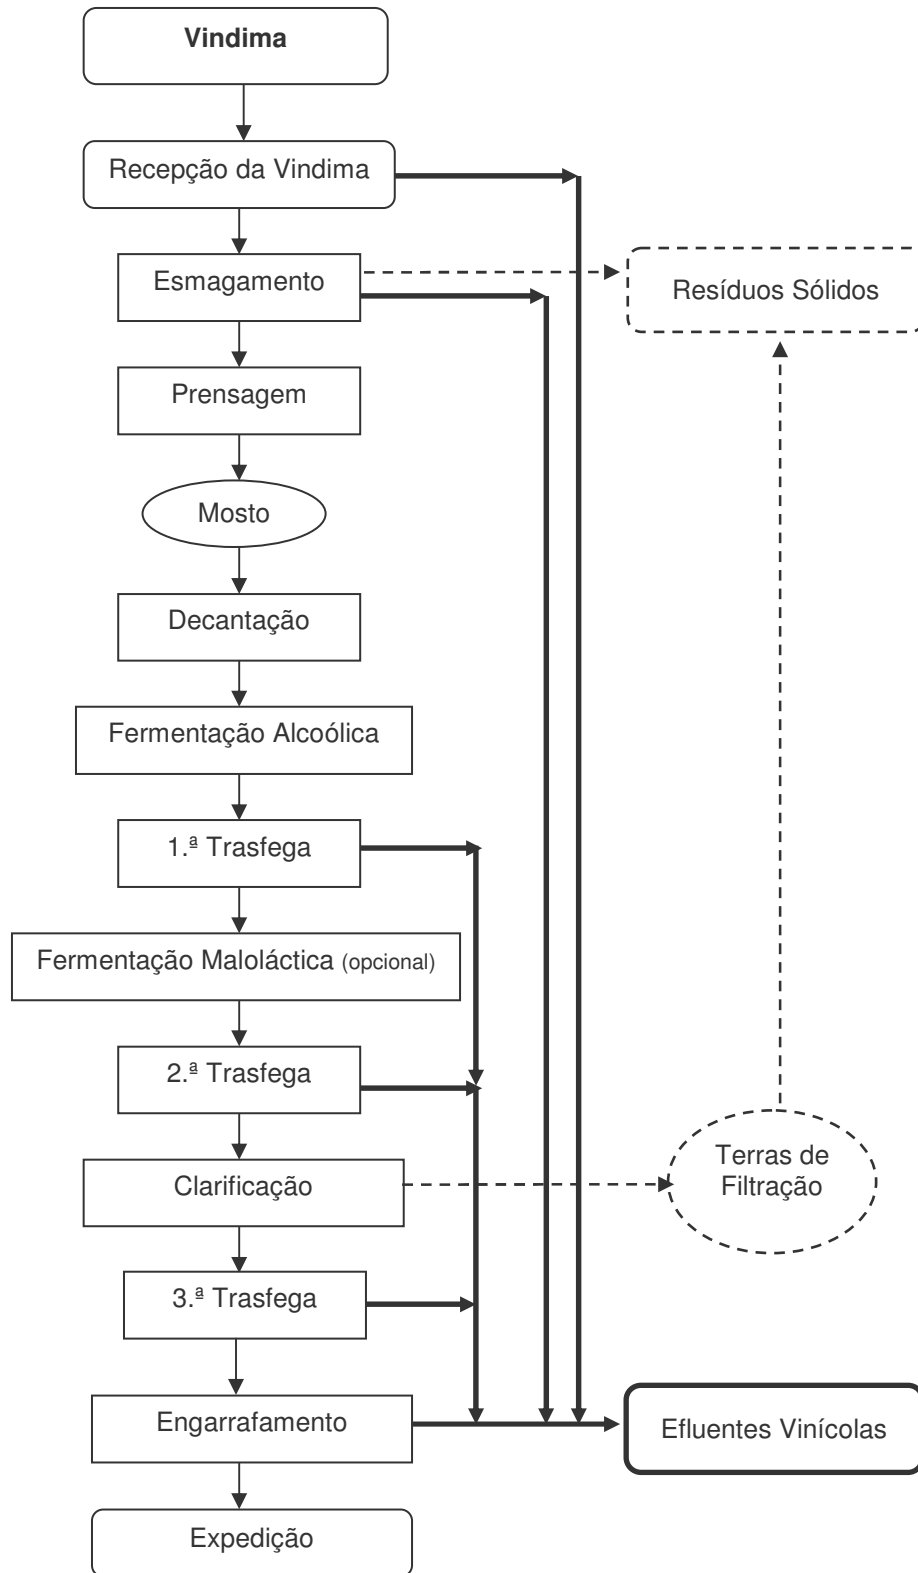 Vindima
Recepção da Vindima
Esmagamento
Resíduos Sólidos
Prensagem
Mosto
Decantação
Fermentação Alcoólica
1.ª Trasfega
Fermentação Maloláctica (opcional)
2.ª Trasfega
Clarificação
Terras de
Filtração
3.ª Trasfega
Engarrafamento
Efluentes Vinícolas
Expedição